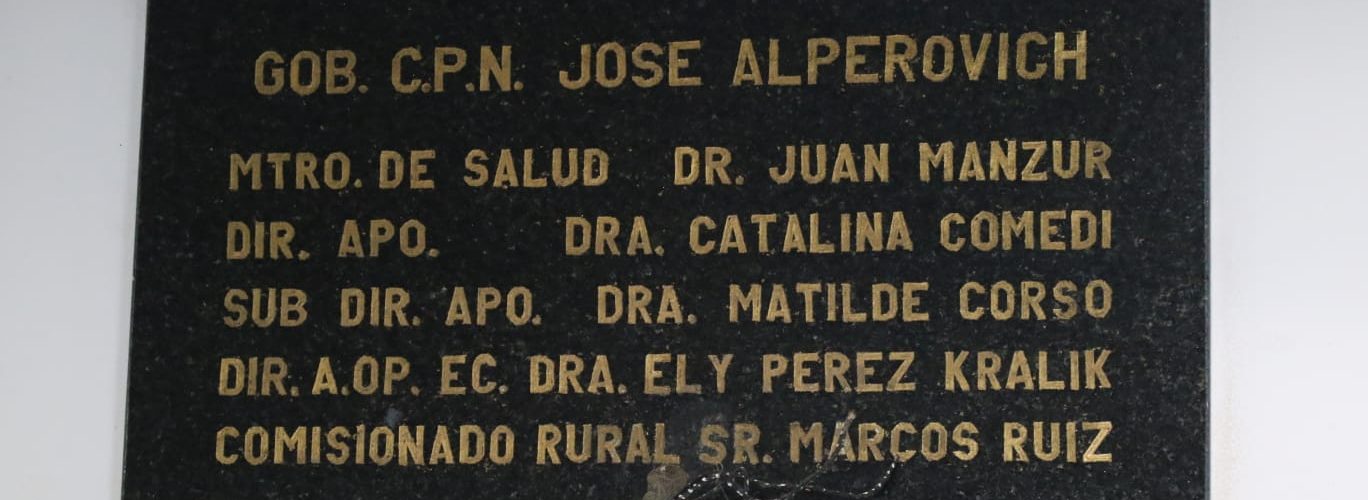 GOB. C.P.N. JOSE ALPEROVICH
MTRO. DE SALUD DR. JUAN MANZUR
DIR. APO. DRA. CATALINA COMEDI
SUB DIR. APO. DRA. MATILDE CORSO
DIR. A.OP. EC. DRA. ELY PEREZ KRALIK
COMISIONADO RURAL SR. MARCOS RUIZ